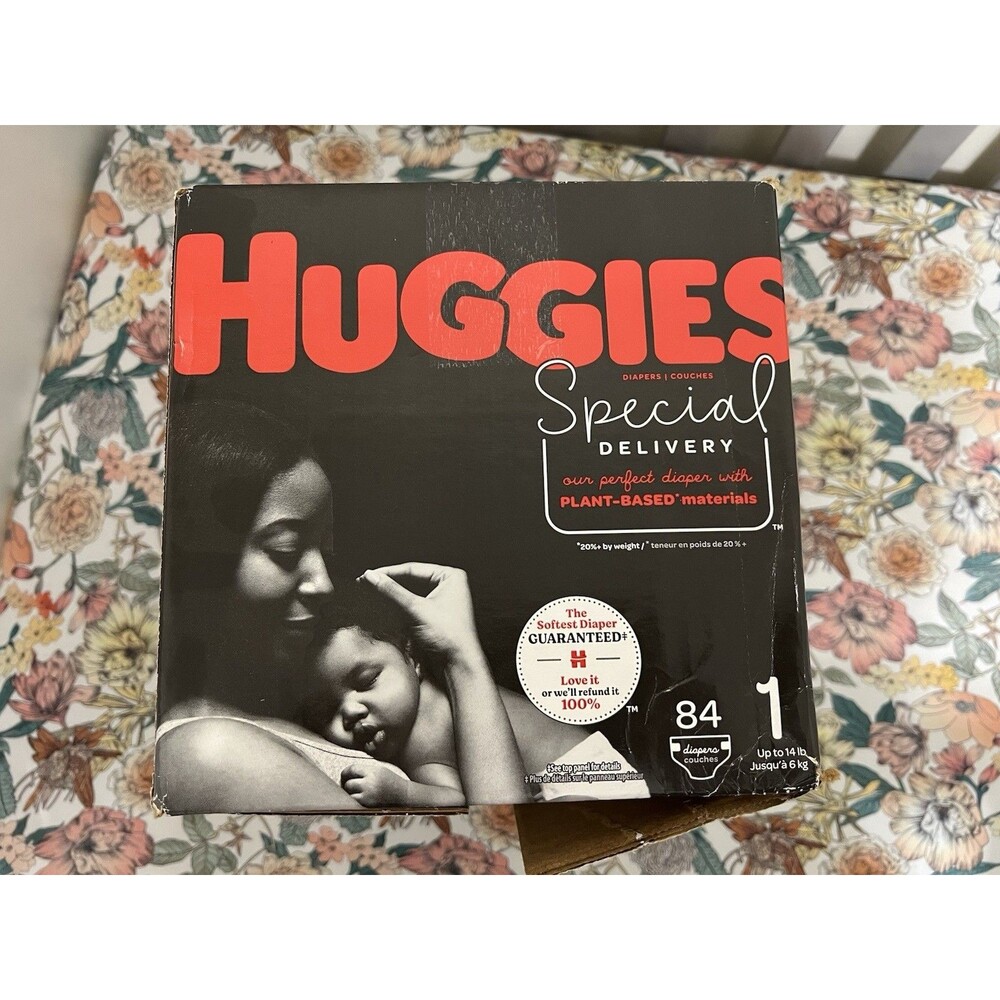 HUGGIES
DIAPERS | COUCHES
Special
DELIVERY
our perfect diaper with
PLANT-BASED* materials
TM
*20%+ by weight / * teneur en poids de 20 % +
The
Softest Diaper
GUARANTEED‡
H
Love it
or we'll refund it
100%
TM
‡See top panel for details
‡ Plus de détails sur le panneau supérieur
84
diapers
couches
1
Up to 14 lb
Jusqu'à 6 kg